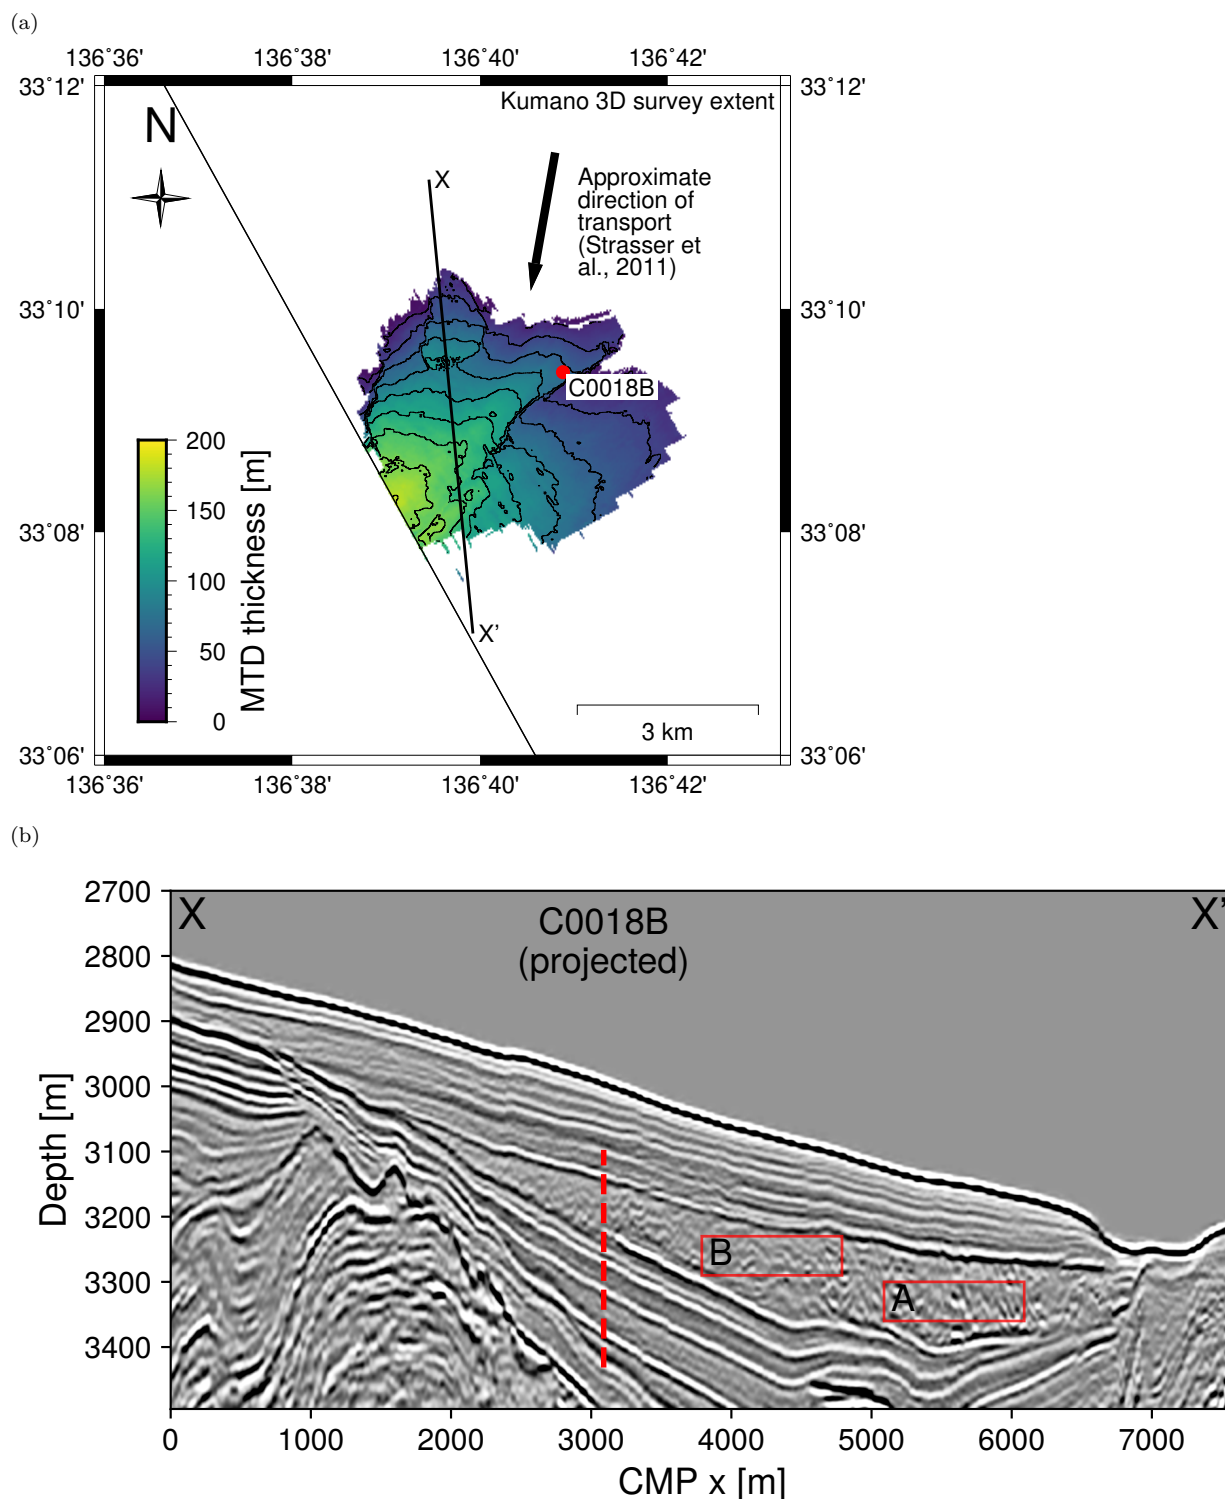 (a)
136˚36' 136˚38' 136˚40' 136˚42'
33˚12' 33˚12'
Kumano 3D survey extent
N
X
Approximate
direction of
transport
(Strasser et
al., 2011)
33˚10' 33˚10'
C0018B
200
150
100
50
0
MTD thickness [m]
33˚08' 33˚08'
X’
3 km
33˚06' 33˚06'
136˚36' 136˚38' 136˚40' 136˚42'
(b)
X
C0018B
(projected)
X’
2700
2800
2900
3000
3100
3200
3300
3400
Depth [m]
B
A
0 1000 2000 3000 4000 5000 6000 7000
CMP x [m]